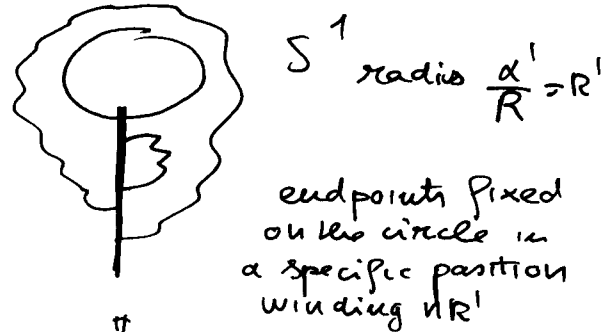 S^1 radius α'/R = R'
endpoints fixed
on the circle in
a specific position
winding nR'